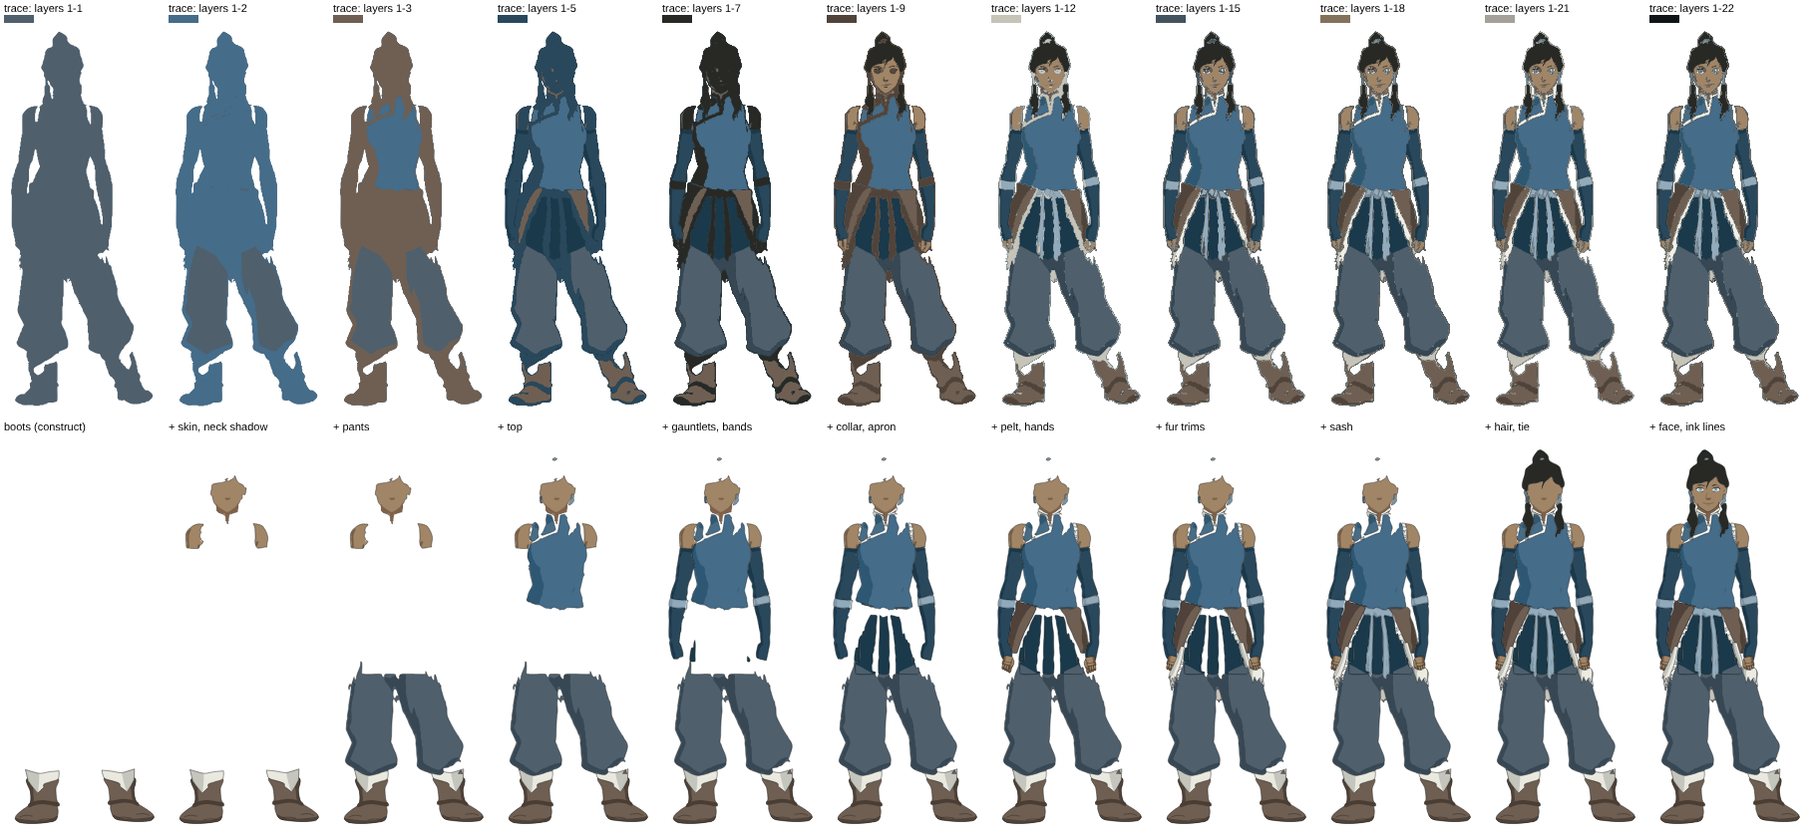 trace: layers 1-1
trace: layers 1-2
trace: layers 1-3
trace: layers 1-5
trace: layers 1-7
trace: layers 1-9
trace: layers 1-12
trace: layers 1-15
trace: layers 1-18
trace: layers 1-21
trace: layers 1-22
boots (construct)
+ skin, neck shadow
+ pants
+ top
+ gauntlets, bands
+ collar, apron
+ pelt, hands
+ fur trims
+ sash
+ hair, tie
+ face, ink lines